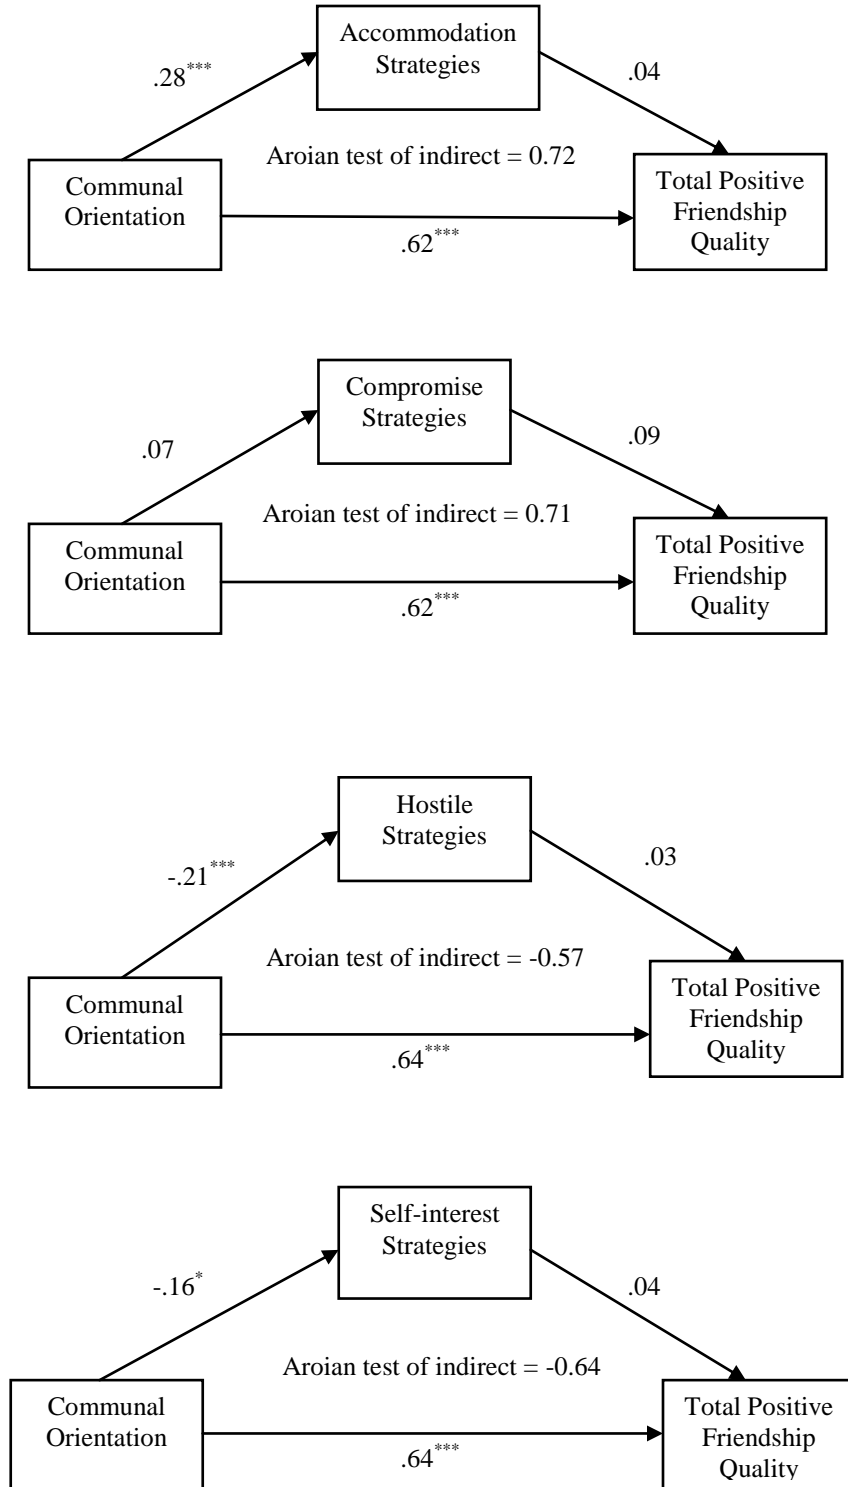 Accommodation
Strategies
.28***
.04
Aroian test of indirect = 0.72
Communal
Orientation
Total Positive
Friendship
Quality
.62***
Compromise
Strategies
.07
.09
Aroian test of indirect = 0.71
Communal
Orientation
Total Positive
Friendship
Quality
.62***
Hostile
Strategies
-.21***
.03
Aroian test of indirect = -0.57
Communal
Orientation
Total Positive
Friendship
Quality
.64***
Self-interest
Strategies
-.16*
.04
Aroian test of indirect = -0.64
Communal
Orientation
Total Positive
Friendship
Quality
.64***